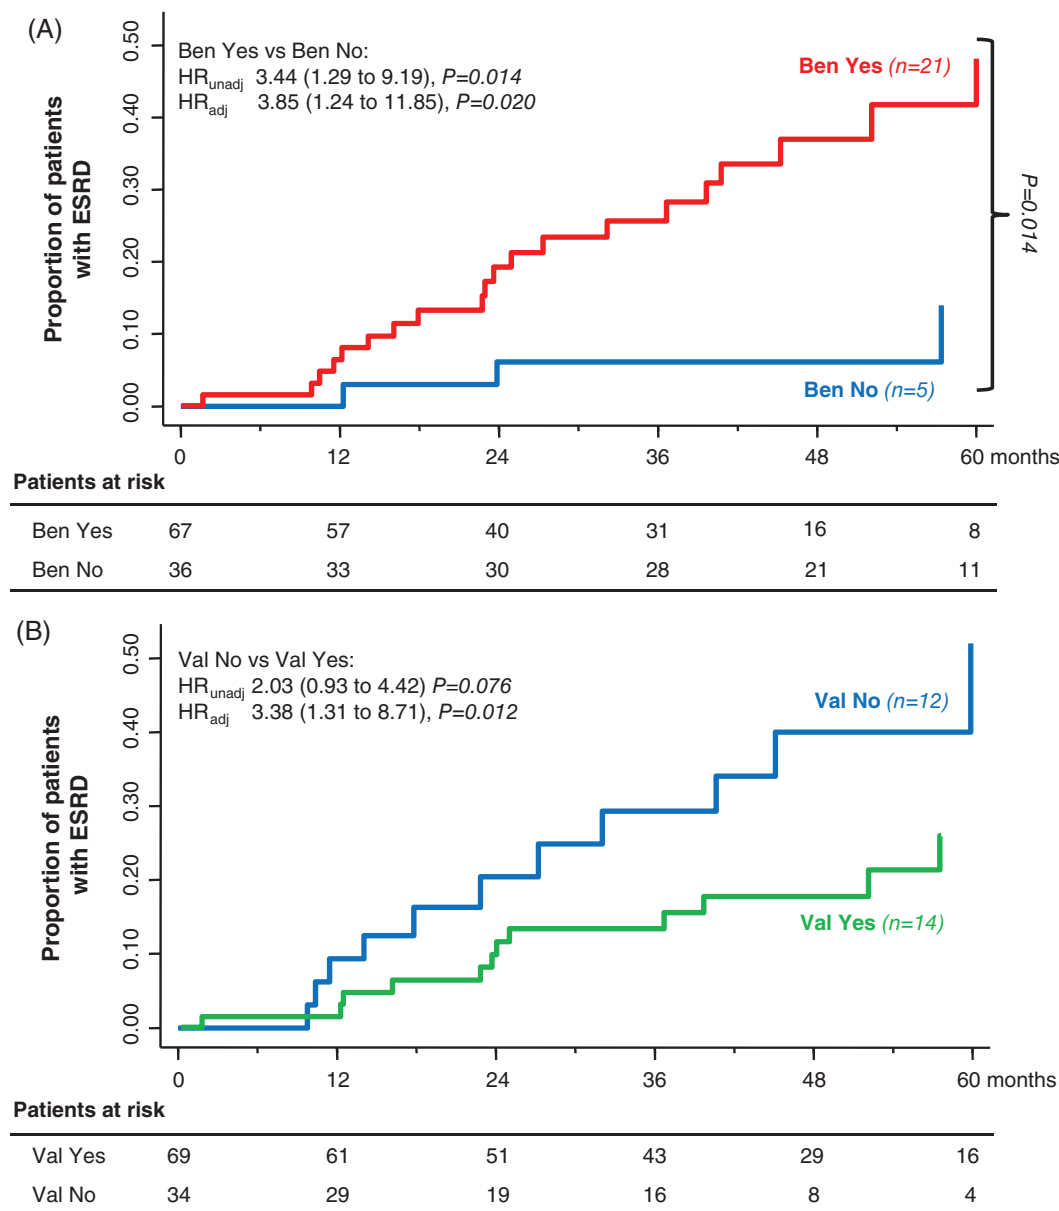 (A)
Ben Yes vs Ben No:
HRunadj 3.44 (1.29 to 9.19), P=0.014
HRadj 3.85 (1.24 to 11.85), P=0.020
Ben Yes (n=21)
Ben No (n=5)
P=0.014
Proportion of patients
with ESRD
0.50
0.40
0.30
0.20
0.10
0.00
0 12 24 36 48 60 months
Patients at risk
Ben Yes 67 57 40 31 16 8
Ben No 36 33 30 28 21 11
(B)
Val No vs Val Yes:
HRunadj 2.03 (0.93 to 4.42) P=0.076
HRadj 3.38 (1.31 to 8.71), P=0.012
Val No (n=12)
Val Yes (n=14)
Proportion of patients
with ESRD
0.50
0.40
0.30
0.20
0.10
0.00
0 12 24 36 48 60 months
Patients at risk
Val Yes 69 61 51 43 29 16
Val No 34 29 19 16 8 4